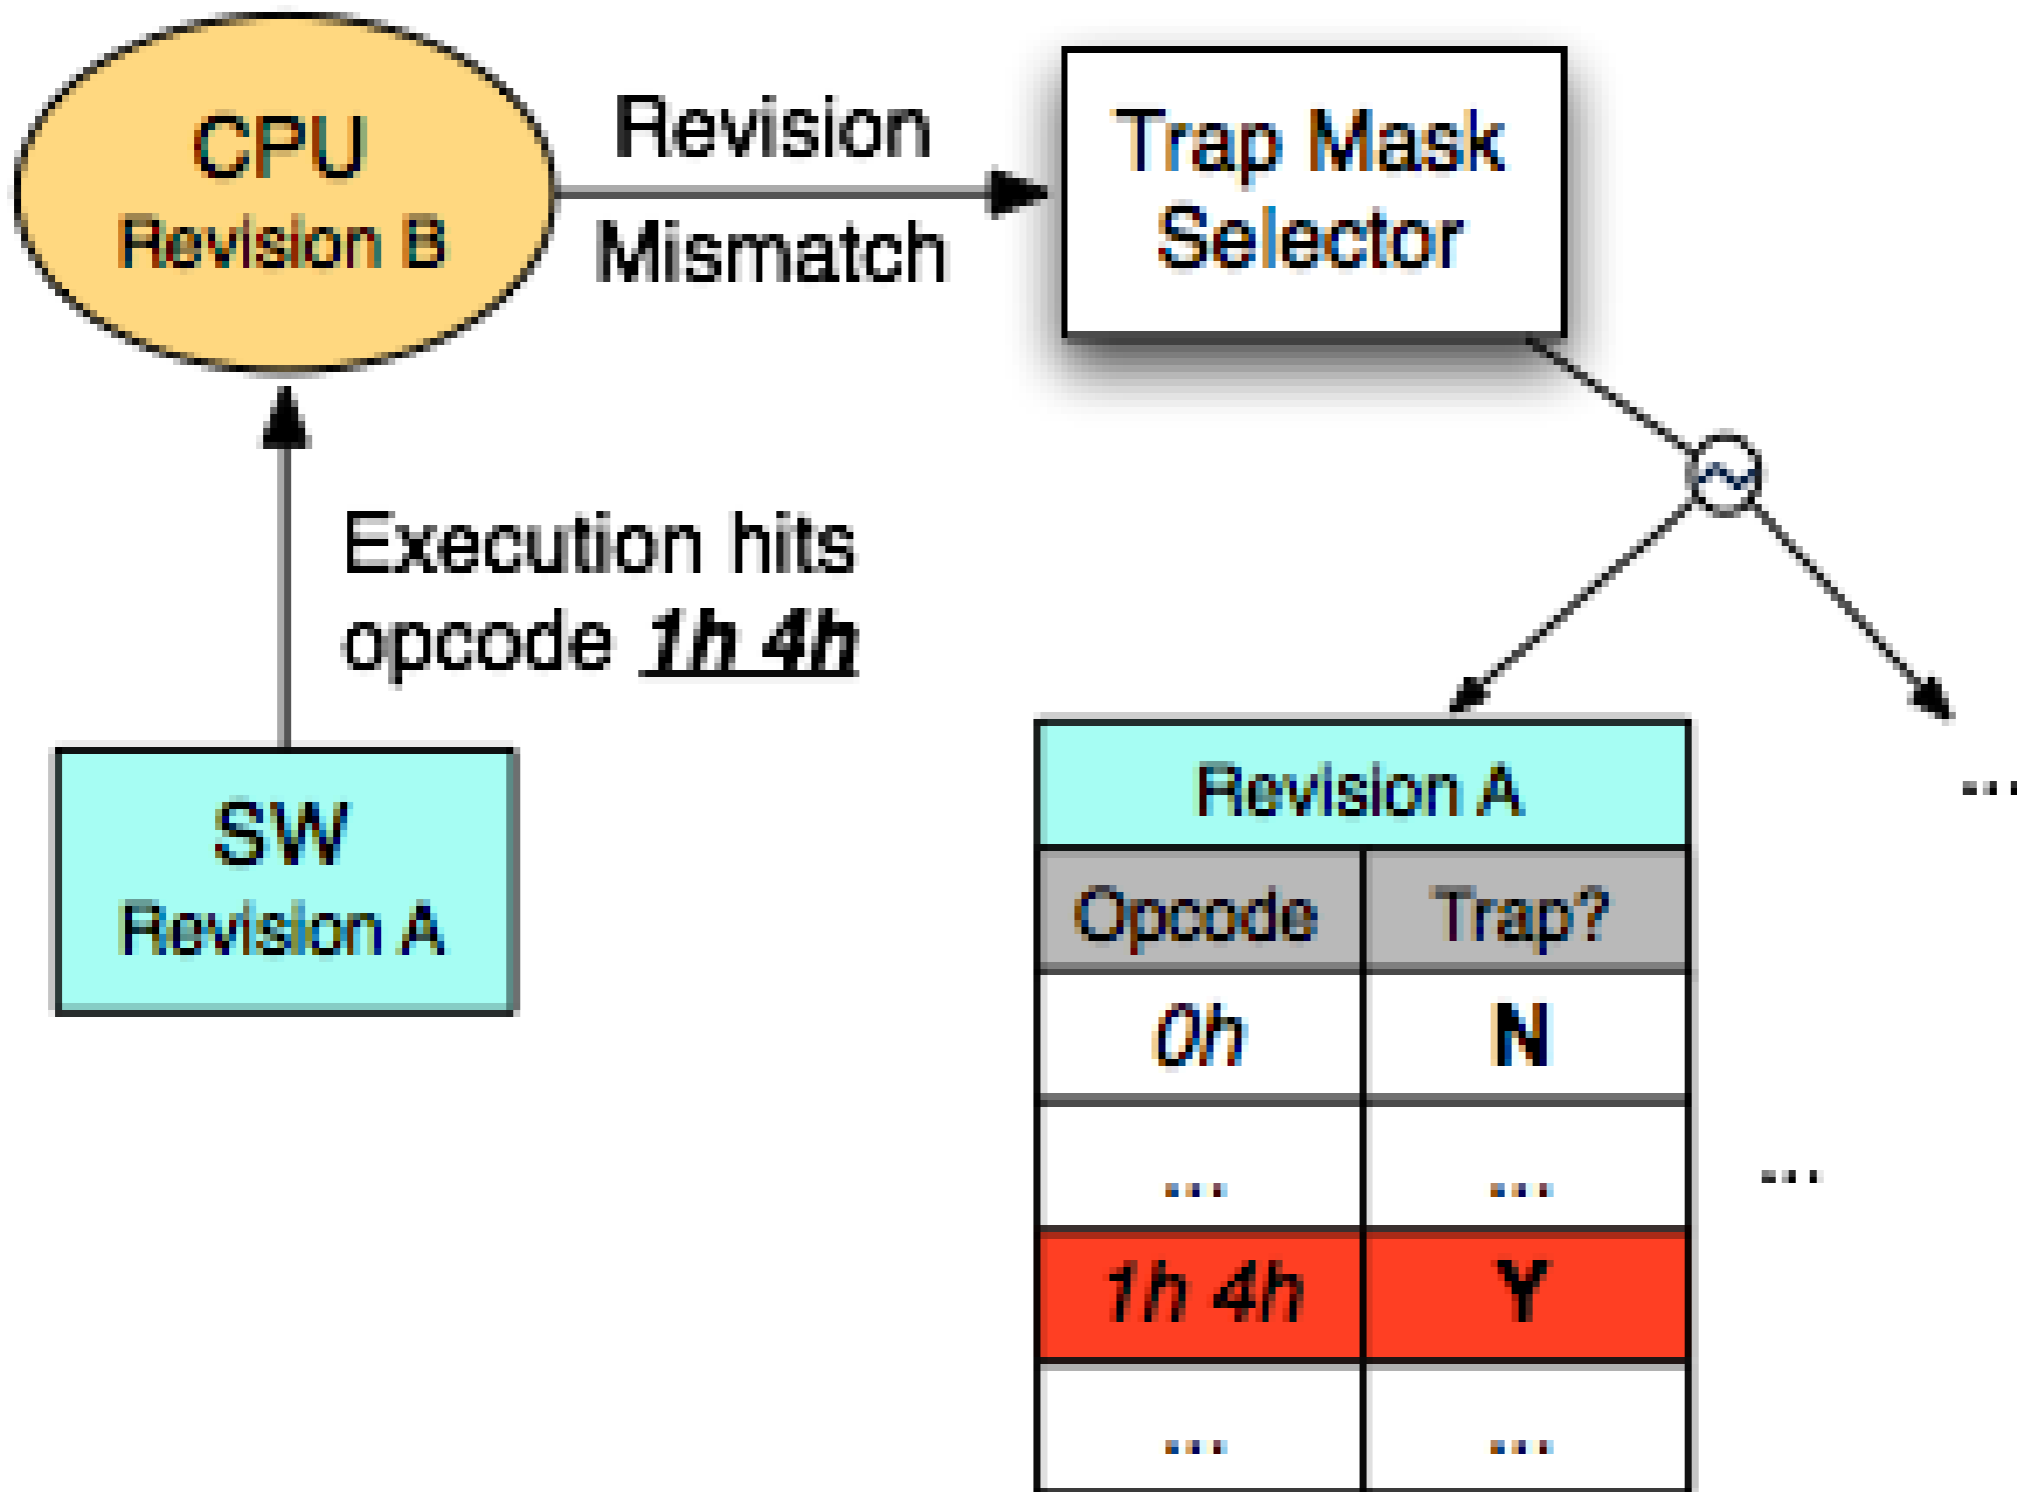 CPU
Revision B
Revision
Mismatch
Trap Mask
Selector
Execution hits
opcode 1h 4h
SW
Revision A
Revision A
...
Opcode Trap?
0h N
... ...
...
1h 4h Y
... ...